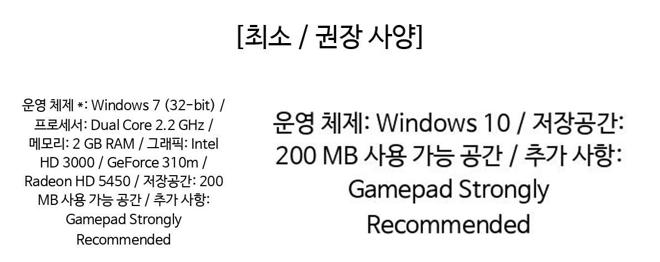 [최소 / 권장 사양]
운영 체제 *: Windows 7 (32-bit) /
프로세서: Dual Core 2.2 GHz /
메모리: 2 GB RAM / 그래픽: Intel
HD 3000 / GeForce 310m /
Radeon HD 5450 / 저장공간: 200
MB 사용 가능 공간 / 추가 사항:
Gamepad Strongly
Recommended
운영 체제: Windows 10 / 저장공간:
200 MB 사용 가능 공간 / 추가 사항:
Gamepad Strongly
Recommended